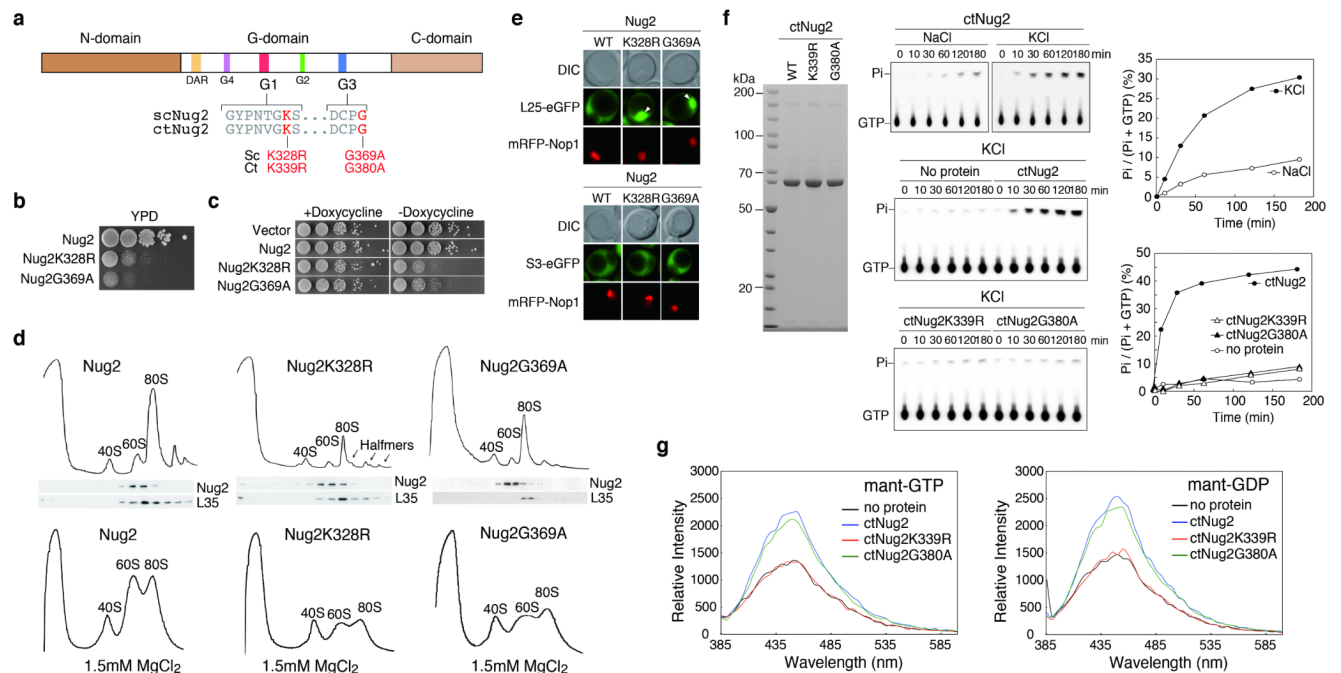 a
N-domain
G-domain
C-domain
DAR
G4
G1
G2
G3
scNug2 GYPNTGKS...DCPG
ctNug2 GYPNVGKS...DCPG
Sc K328R G369A
Ct K339R G380A
b
YPD
Nug2
Nug2K328R
Nug2G369A
c
+Doxycycline -Doxycycline
Vector
Nug2
Nug2K328R
Nug2G369A
d
Nug2
40S 60S 80S
Nug2K328R
40S 60S 80S
Halfmers
Nug2G369A
40S 60S 80S
Nug2
L35
Nug2
L35
Nug2
L35
Nug2
40S 60S 80S
1.5mM MgCl2
Nug2K328R
40S 60S 80S
1.5mM MgCl2
Nug2G369A
40S 60S 80S
1.5mM MgCl2
e
Nug2
WT K328R G369A
DIC
L25-eGFP
mRFP-Nop1
Nug2
WT K328R G369A
DIC
S3-eGFP
mRFP-Nop1
f
ctNug2
WT
K339R
G380A
kDa
200
100
70
50
20
ctNug2
NaCl KCl
0 10 30 60 120 180 0 10 30 60 120 180 min
Pi
GTP
KCl
No protein ctNug2
0 10 30 60 120 180 0 10 30 60 120 180 min
Pi
GTP
KCl
ctNug2K339R ctNug2G380A
0 10 30 60 120 180 0 10 30 60 120 180 min
Pi
GTP
Pi / (Pi + GTP) (%)
40
35
30
25
20
15
10
5
0
KCl
NaCl
0 50 100 150 200
Time (min)
Pi / (Pi + GTP) (%)
50
40
30
20
10
0
ctNug2
ctNug2K339R
ctNug2G380A
no protein
0 50 100 150 200
Time (min)
g
Relative Intensity
3000
2500
2000
1500
1000
500
0
mant-GTP
no protein
ctNug2
ctNug2K339R
ctNug2G380A
385 435 485 535 585
Wavelength (nm)
Relative Intensity
3000
2500
2000
1500
1000
500
0
mant-GDP
no protein
ctNug2
ctNug2K339R
ctNug2G380A
385 435 485 535 585
Wavelength (nm)